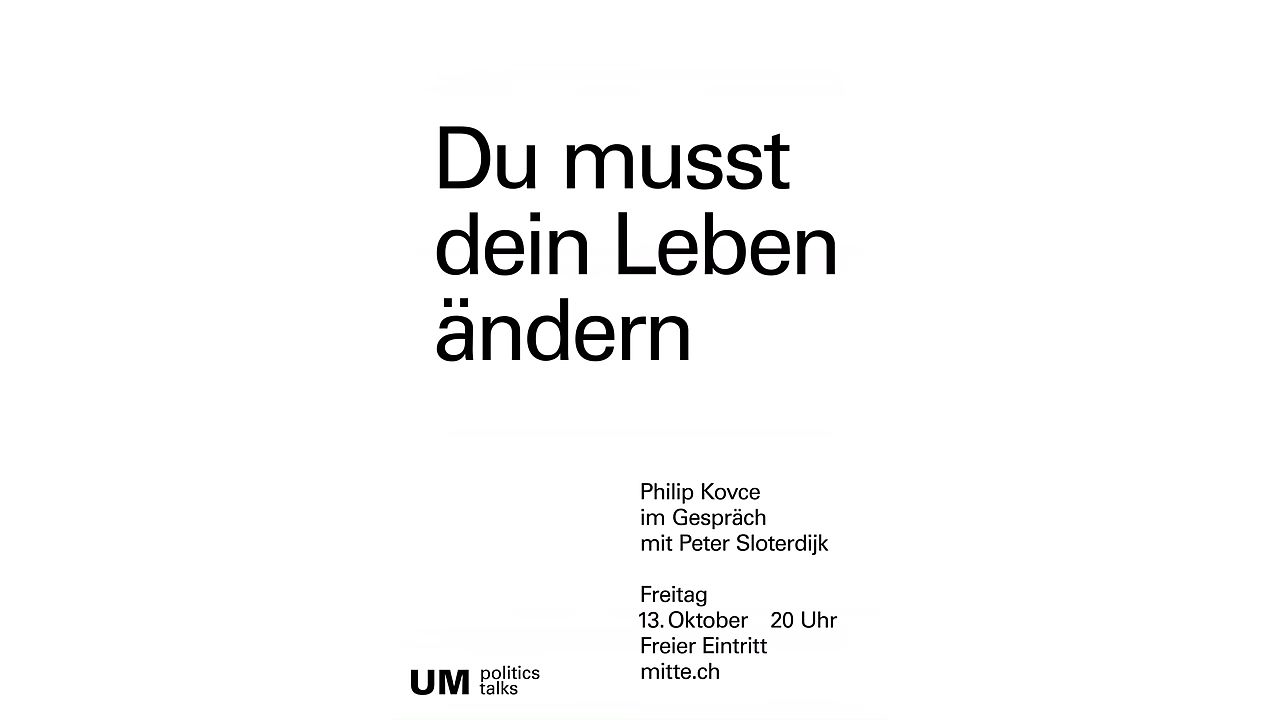 Du musst
dein Leben
ändern
Philip Kovce
im Gespräch
mit Peter Sloterdijk
Freitag
13. Oktober 20 Uhr
Freier Eintritt
mitte.ch
UM politics
talks